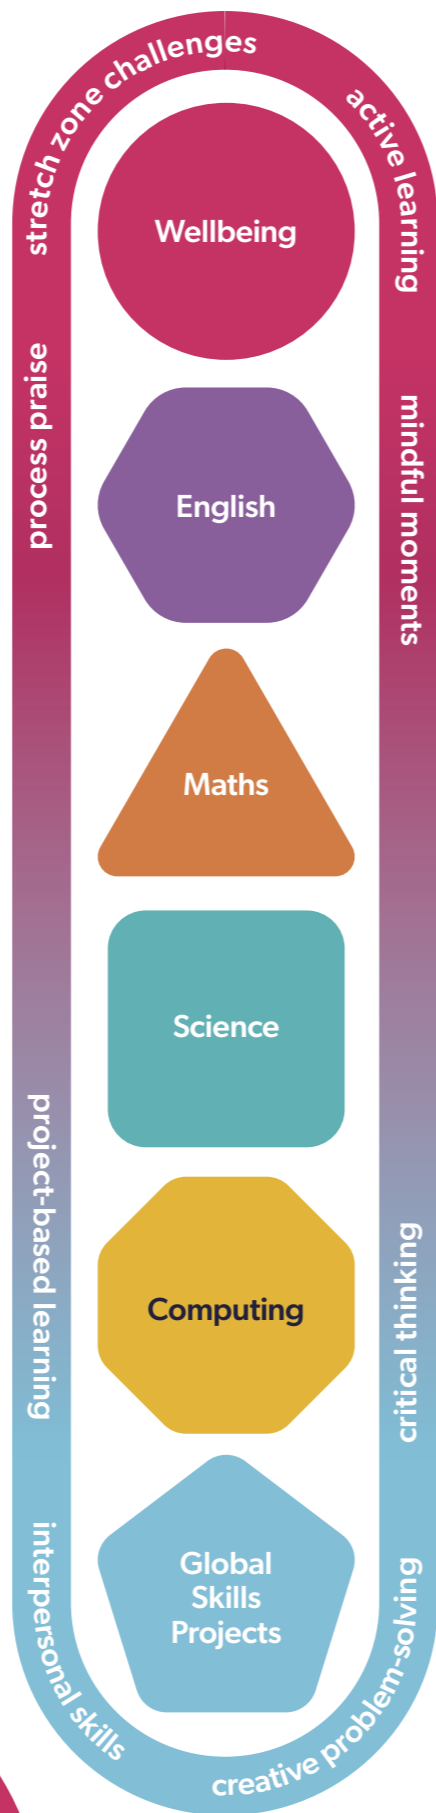 stretch zone challenges
active learning
Wellbeing
process praise
mindful moments
English
Maths
Science
project-based learning
critical thinking
Computing
Global
Skills
Projects
interpersonal skills
creative problem-solving